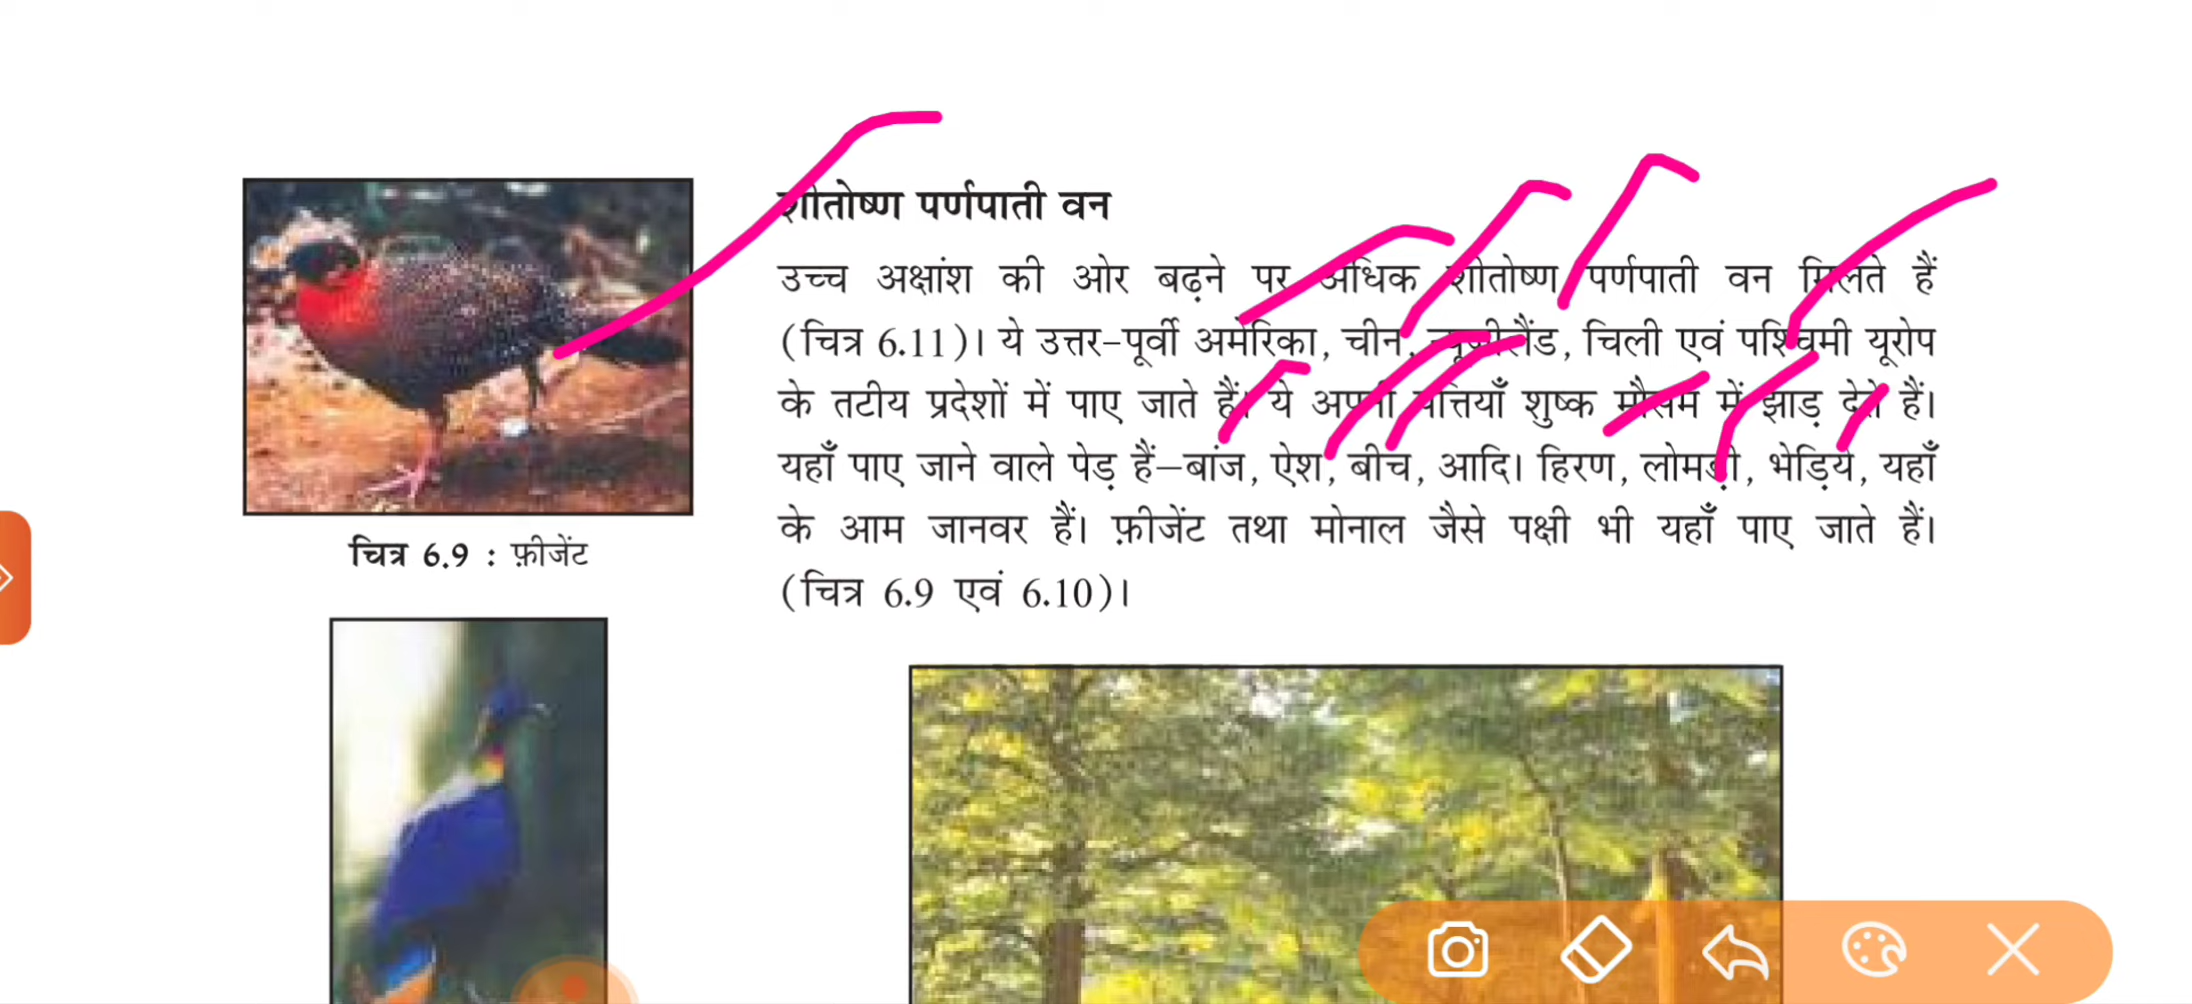 शीतोष्ण पर्णपाती वन
उच्च अक्षांश की ओर बढ़ने पर अधिक शीतोष्ण पर्णपाती वन मिलते हैं
(चित्र 6.11)। ये उत्तर-पूर्वी अमेरिका, चीन, न्यूज़ीलैंड, चिली एवं पश्चिमी यूरोप
के तटीय प्रदेशों में पाए जाते हैं। ये अपनी पत्तियाँ शुष्क मौसम में झाड़ देते हैं।
यहाँ पाए जाने वाले पेड़ हैं—बांज, ऐश, बीच, आदि। हिरण, लोमड़ी, भेड़िये, यहाँ
के आम जानवर हैं। फ़ीजेंट तथा मोनाल जैसे पक्षी भी यहाँ पाए जाते हैं।
(चित्र 6.9 एवं 6.10)।
चित्र 6.9 : फ़ीजेंट